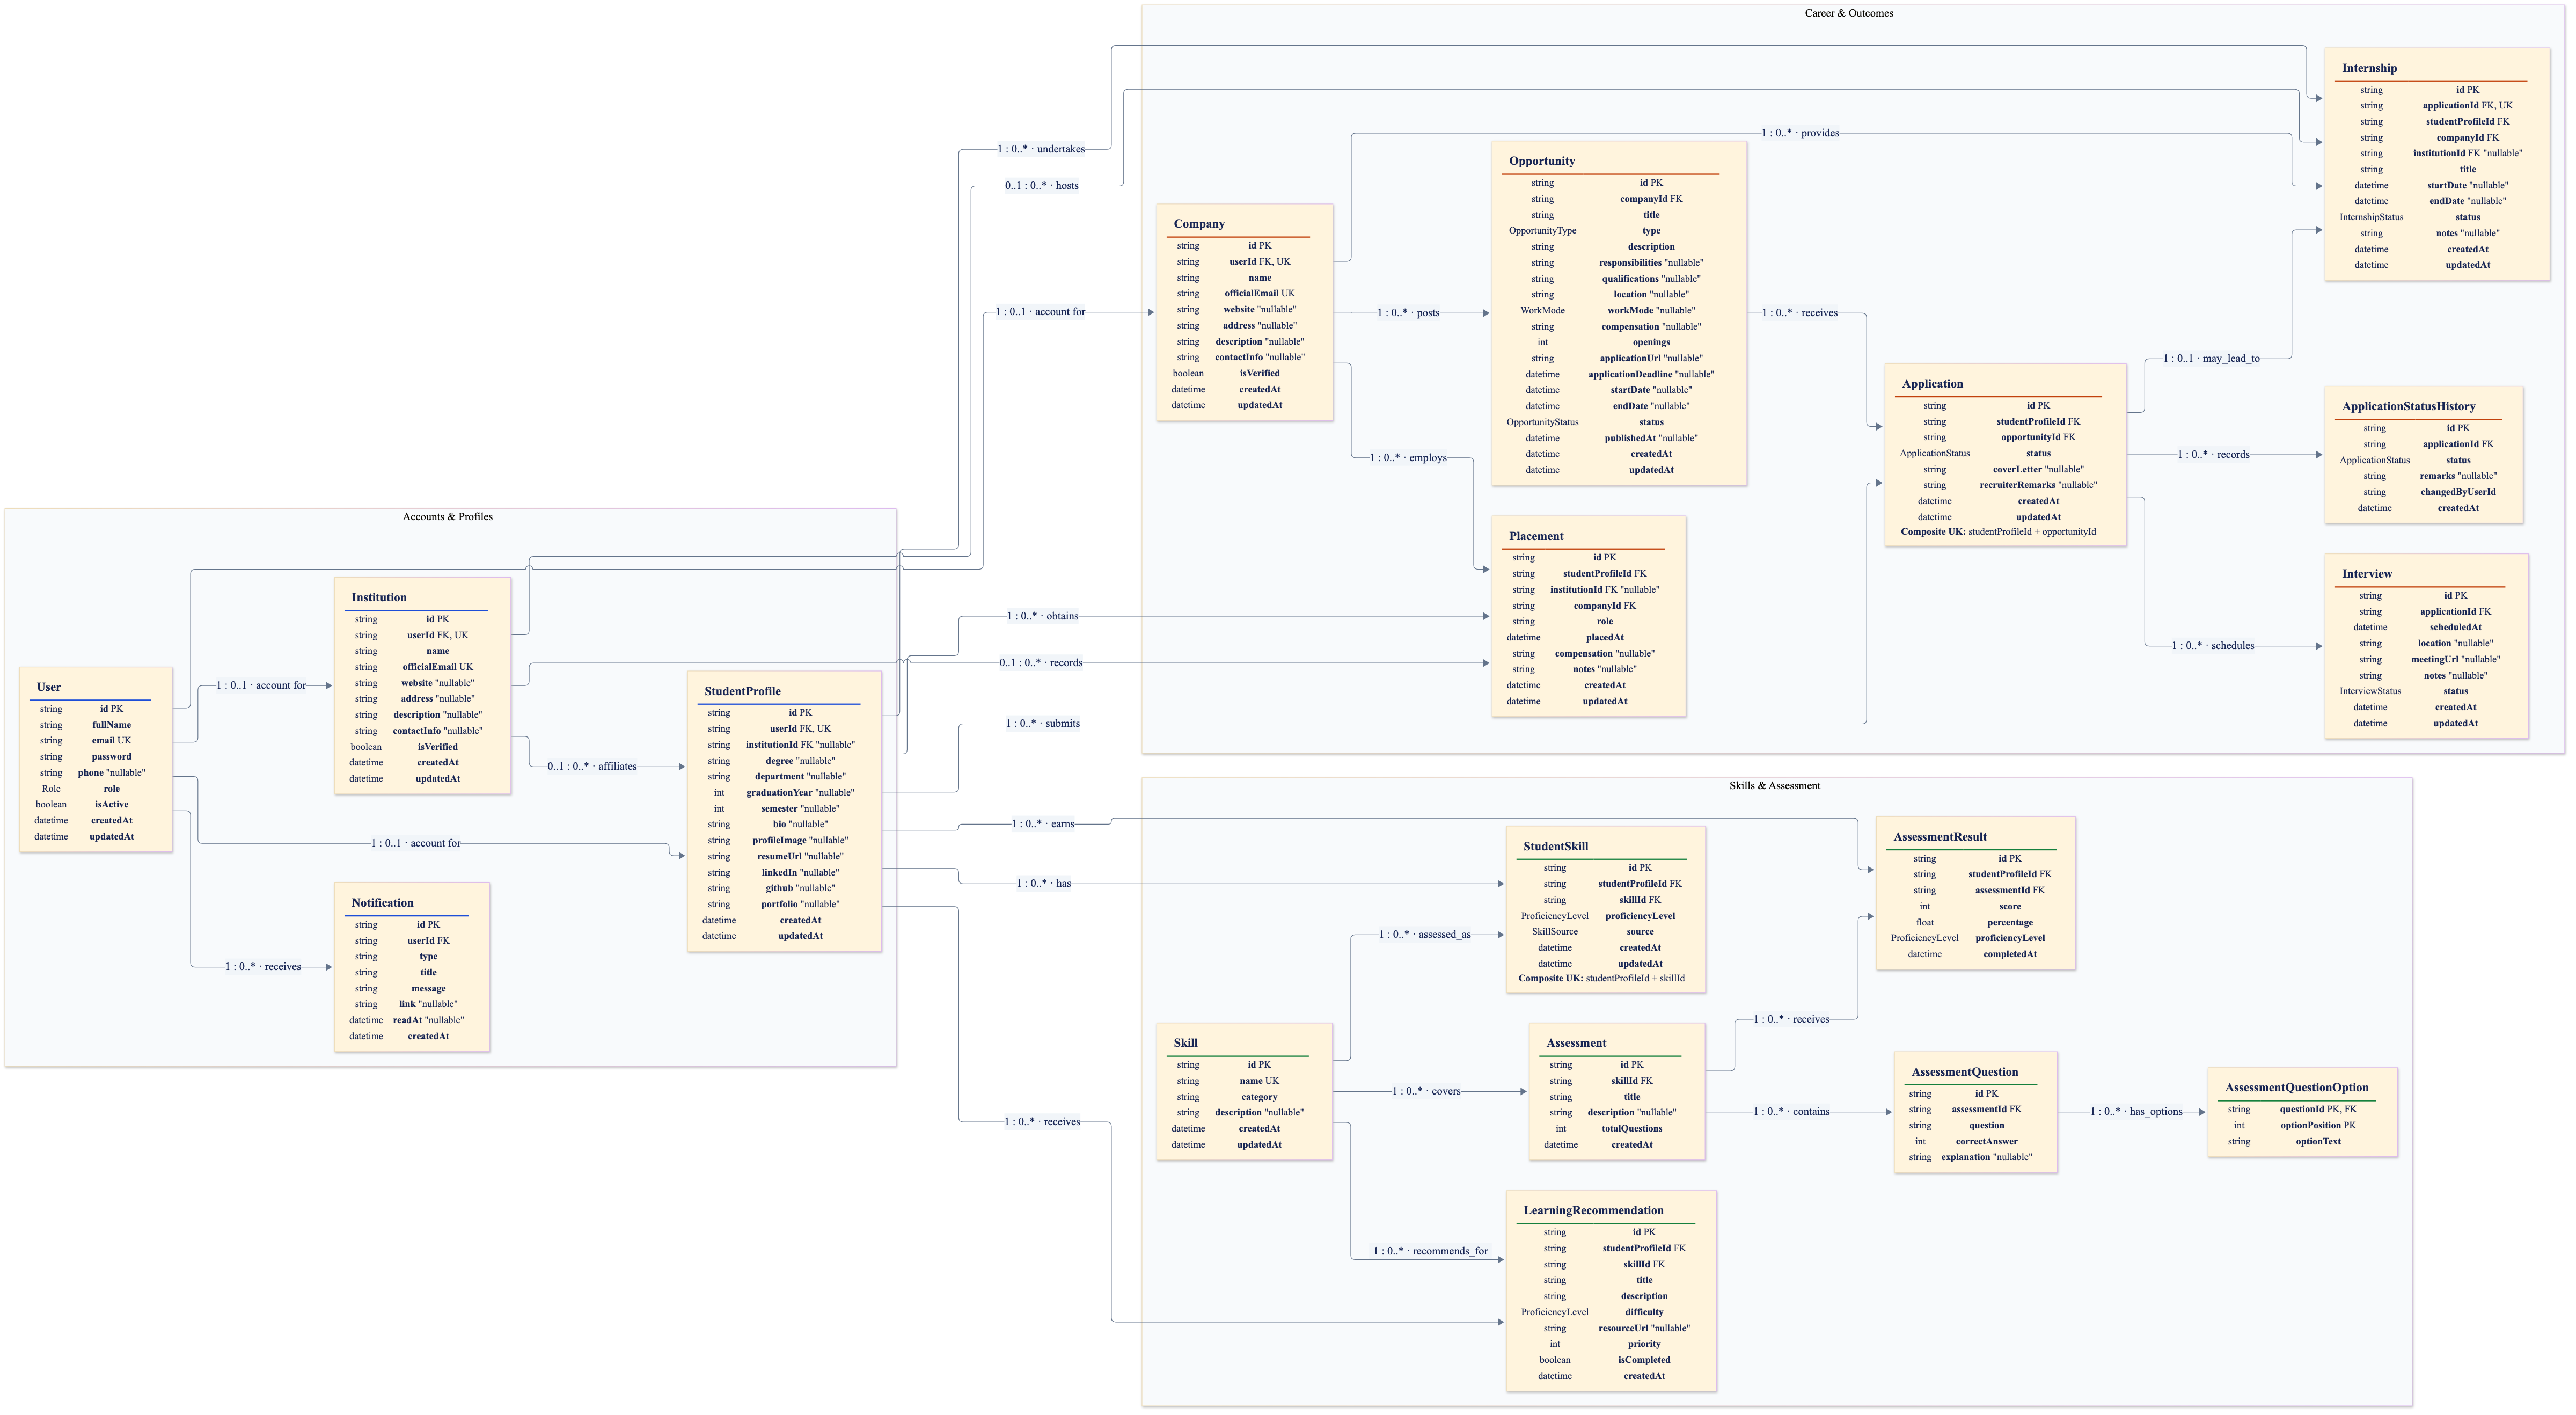 Career & Outcomes
Internship
string id PK
string applicationId FK, UK
string studentProfileId FK
string companyId FK
string institutionId FK "nullable"
string title
datetime startDate "nullable"
datetime endDate "nullable"
InternshipStatus status
string notes "nullable"
datetime createdAt
datetime updatedAt
1 : 0..* · undertakes
0..1 : 0..* · hosts
1 : 0..* · provides
Opportunity
string id PK
string companyId FK
string title
OpportunityType type
string description
string responsibilities "nullable"
string qualifications "nullable"
string location "nullable"
WorkMode workMode "nullable"
string compensation "nullable"
int openings
string applicationUrl "nullable"
datetime applicationDeadline "nullable"
datetime startDate "nullable"
datetime endDate "nullable"
OpportunityStatus status
datetime publishedAt "nullable"
datetime createdAt
datetime updatedAt
Company
string id PK
string userId FK, UK
string name
string officialEmail UK
string website "nullable"
string address "nullable"
string description "nullable"
string contactInfo "nullable"
boolean isVerified
datetime createdAt
datetime updatedAt
1 : 0..1 · account for
1 : 0..* · posts
1 : 0..* · receives
1 : 0..1 · may_lead_to
1 : 0..* · employs
Application
string id PK
string studentProfileId FK
string opportunityId FK
ApplicationStatus status
string coverLetter "nullable"
string recruiterRemarks "nullable"
datetime createdAt
datetime updatedAt
Composite UK: studentProfileId + opportunityId
1 : 0..* · records
ApplicationStatusHistory
string id PK
string applicationId FK
ApplicationStatus status
string remarks "nullable"
string changedByUserId
datetime createdAt
Placement
string id PK
string studentProfileId FK
string institutionId FK "nullable"
string companyId FK
string role
datetime placedAt
string compensation "nullable"
string notes "nullable"
datetime createdAt
datetime updatedAt
Interview
string id PK
string applicationId FK
datetime scheduledAt
string location "nullable"
string meetingUrl "nullable"
string notes "nullable"
InterviewStatus status
datetime createdAt
datetime updatedAt
1 : 0..* · schedules
1 : 0..* · obtains
0..1 : 0..* · records
1 : 0..* · submits
Accounts & Profiles
Institution
string id PK
string userId FK, UK
string name
string officialEmail UK
string website "nullable"
string address "nullable"
string description "nullable"
string contactInfo "nullable"
boolean isVerified
datetime createdAt
datetime updatedAt
User
string id PK
string fullName
string email UK
string password
string phone "nullable"
Role role
boolean isActive
datetime createdAt
datetime updatedAt
1 : 0..1 · account for
0..1 : 0..* · affiliates
1 : 0..1 · account for
1 : 0..* · receives
StudentProfile
string id PK
string userId FK, UK
string institutionId FK "nullable"
string degree "nullable"
string department "nullable"
int graduationYear "nullable"
int semester "nullable"
string bio "nullable"
string profileImage "nullable"
string resumeUrl "nullable"
string linkedIn "nullable"
string github "nullable"
string portfolio "nullable"
datetime createdAt
datetime updatedAt
Notification
string id PK
string userId FK
string type
string title
string message
string link "nullable"
datetime readAt "nullable"
datetime createdAt
Skills & Assessment
1 : 0..* · earns
1 : 0..* · has
1 : 0..* · receives
StudentSkill
string id PK
string studentProfileId FK
string skillId FK
ProficiencyLevel proficiencyLevel
SkillSource source
datetime createdAt
datetime updatedAt
Composite UK: studentProfileId + skillId
AssessmentResult
string id PK
string studentProfileId FK
string assessmentId FK
int score
float percentage
ProficiencyLevel proficiencyLevel
datetime completedAt
1 : 0..* · assessed_as
1 : 0..* · receives
Skill
string id PK
string name UK
string category
string description "nullable"
datetime createdAt
datetime updatedAt
1 : 0..* · covers
Assessment
string id PK
string skillId FK
string title
string description "nullable"
int totalQuestions
datetime createdAt
1 : 0..* · contains
AssessmentQuestion
string id PK
string assessmentId FK
string question
int correctAnswer
string explanation "nullable"
1 : 0..* · has_options
AssessmentQuestionOption
string questionId PK, FK
int optionPosition PK
string optionText
1 : 0..* · recommends_for
LearningRecommendation
string id PK
string studentProfileId FK
string skillId FK
string title
string description
ProficiencyLevel difficulty
string resourceUrl "nullable"
int priority
boolean isCompleted
datetime createdAt